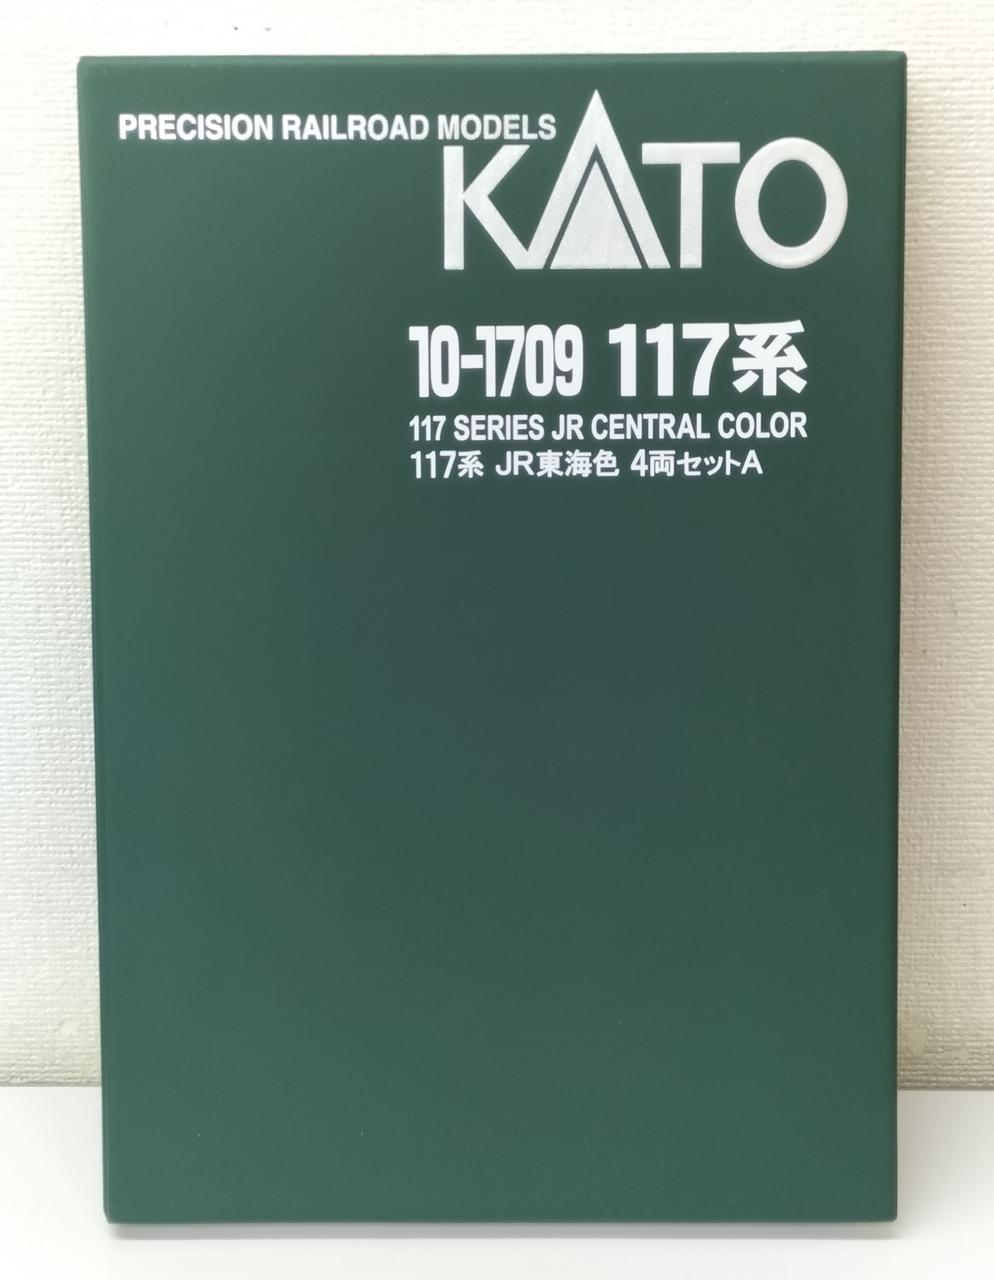 PRECISION RAILROAD MODELS
KATO
10-1709 117系
117 SERIES JR CENTRAL COLOR
117系 JR東海色 4両セットA